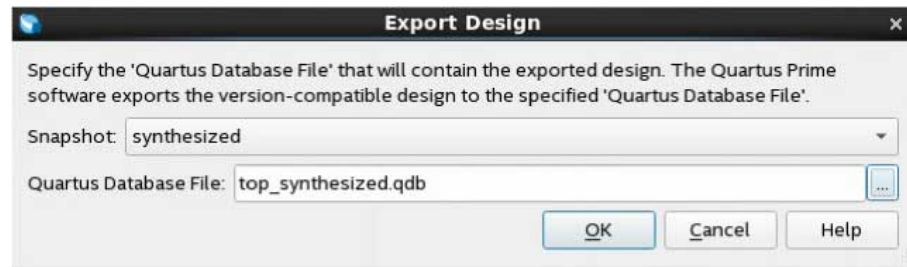 Export Design
Specify the 'Quartus Database File' that will contain the exported design. The Quartus Prime
software exports the version-compatible design to the specified 'Quartus Database File'.
Snapshot: synthesized
Quartus Database File: top_synthesized.qdb ...
OK Cancel Help